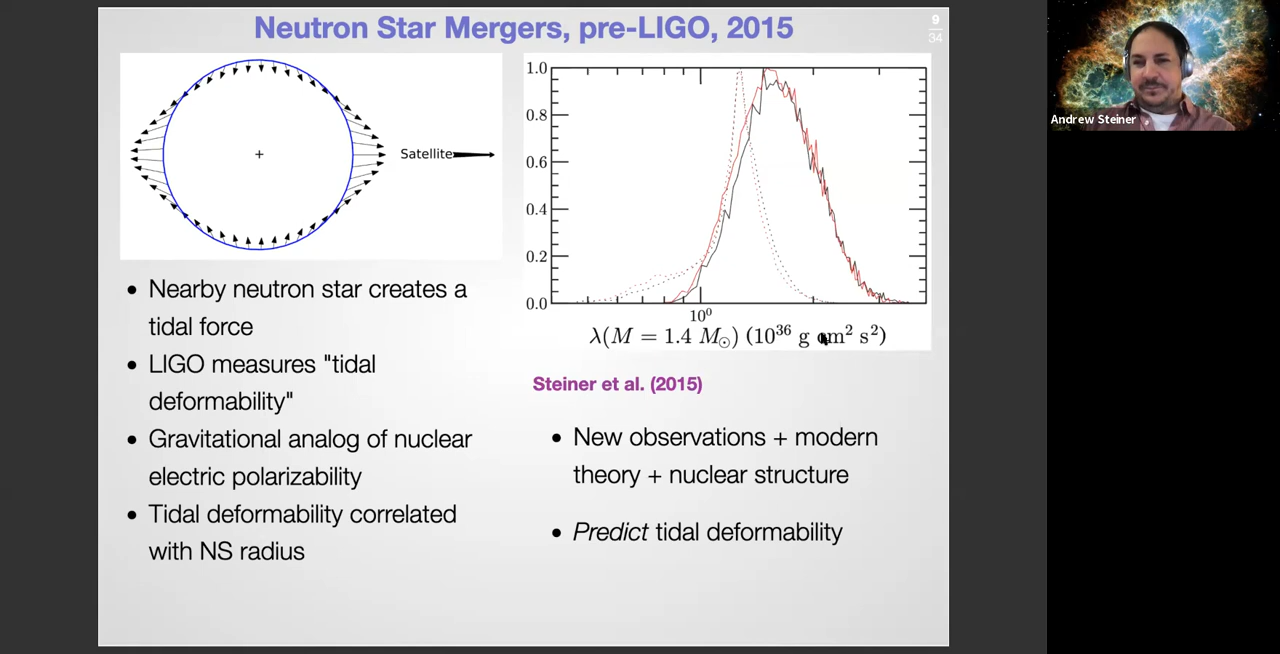 Neutron Star Mergers, pre-LIGO, 2015
9
34
Satellite
1.0
0.8
0.6
0.4
0.2
0.0
10⁰
λ(M = 1.4 M⊙) (10³⁶ g cm² s²)
• Nearby neutron star creates a
tidal force
• LIGO measures "tidal
deformability"
• Gravitational analog of nuclear
electric polarizability
• Tidal deformability correlated
with NS radius
Steiner et al. (2015)
• New observations + modern
theory + nuclear structure
• Predict tidal deformability
Andrew Steiner